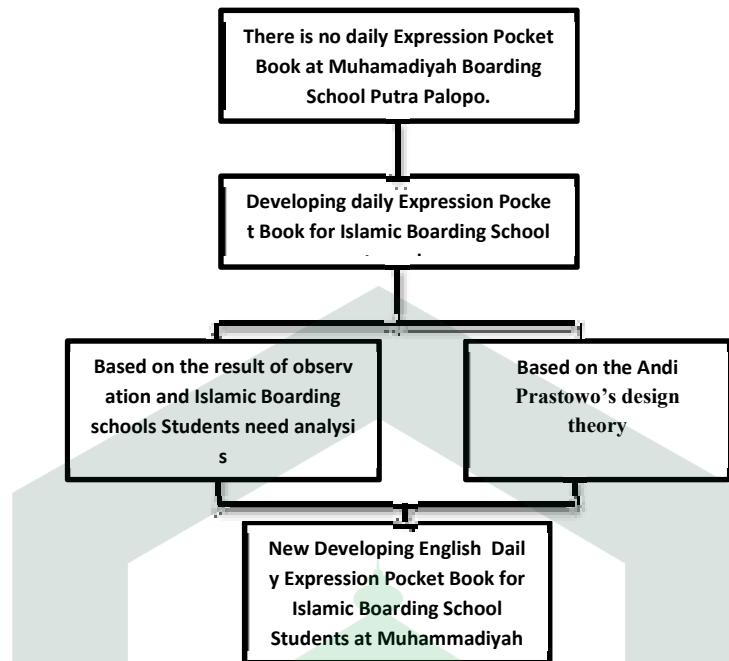 There is no daily Expression Pocket
Book at Muhamadiyah Boarding
School Putra Palopo.
Developing daily Expression Pocke
t Book for Islamic Boarding School
Based on the result of observ
ation and Islamic Boarding
schools Students need analysi
s
Based on the Andi
Prastowo’s design
theory
New Developing English Dail
y Expression Pocket Book for
Islamic Boarding School
Students at Muhammadiyah